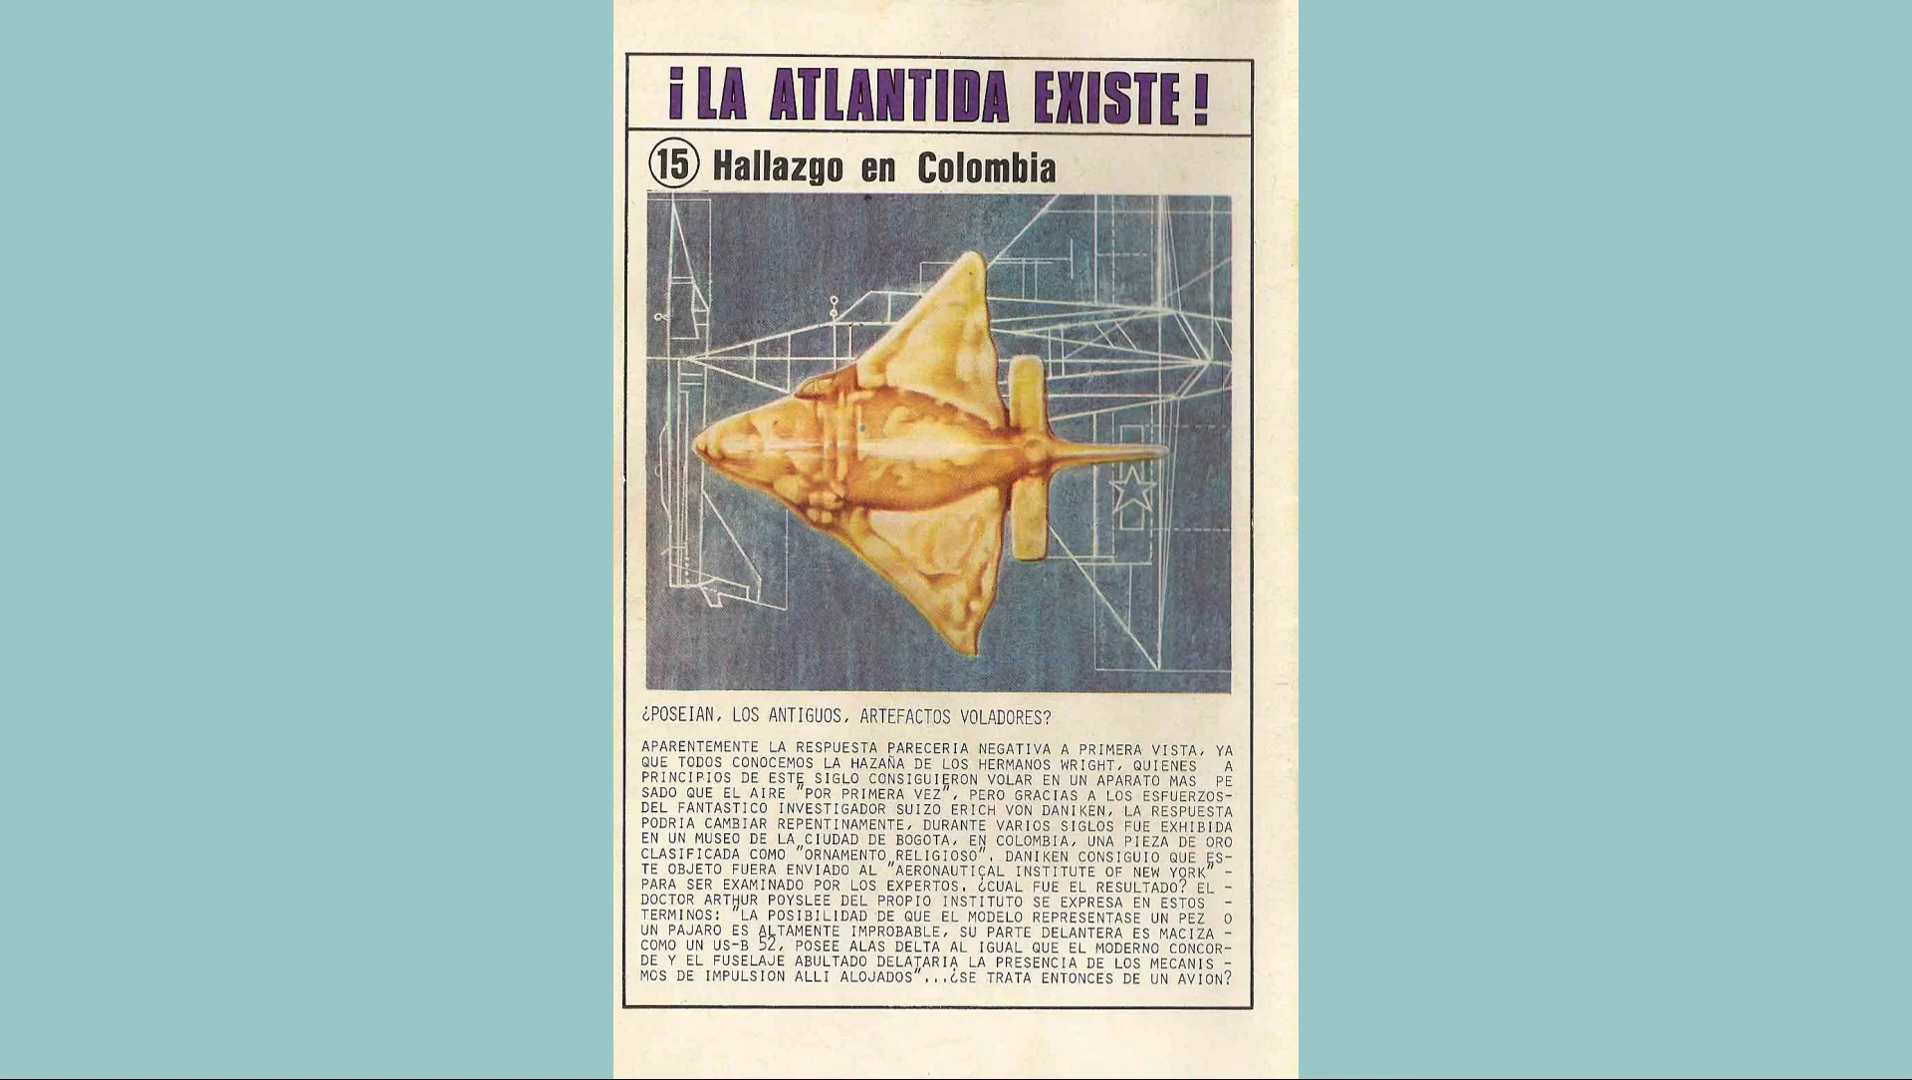 ¡LA ATLANTIDA EXISTE!
15 Hallazgo en Colombia
¿POSEIAN, LOS ANTIGUOS, ARTEFACTOS VOLADORES?
APARENTEMENTE LA RESPUESTA PARECERIA NEGATIVA A PRIMERA VISTA, YA
QUE TODOS CONOCEMOS LA HAZAÑA DE LOS HERMANOS WRIGHT, QUIENES A
PRINCIPIOS DE ESTE SIGLO CONSIGUIERON VOLAR EN UN APARATO MAS PE
SADO QUE EL AIRE "POR PRIMERA VEZ", PERO GRACIAS A LOS ESFUERZOS-
DEL FANTASTICO INVESTIGADOR SUIZO ERICH VON DANIKEN, LA RESPUESTA
PODRIA CAMBIAR REPENTINAMENTE, DURANTE VARIOS SIGLOS FUE EXHIBIDA
EN UN MUSEO DE LA CIUDAD DE BOGOTA, EN COLOMBIA, UNA PIEZA DE ORO
CLASIFICADA COMO "ORNAMENTO RELIGIOSO". DANIKEN CONSIGUIO QUE ES-
TE OBJETO FUERA ENVIADO AL "AERONAUTICAL INSTITUTE OF NEW YORK" -
PARA SER EXAMINADO POR LOS EXPERTOS. ¿CUAL FUE EL RESULTADO? EL -
DOCTOR ARTHUR POYSLEE DEL PROPIO INSTITUTO SE EXPRESA EN ESTOS -
TERMINOS: "LA POSIBILIDAD DE QUE EL MODELO REPRESENTASE UN PEZ O
UN PAJARO ES ALTAMENTE IMPROBABLE, SU PARTE DELANTERA ES MACIZA -
COMO UN US-B 52, POSEE ALAS DELTA AL IGUAL QUE EL MODERNO CONCOR-
DE Y EL FUSELAJE ABULTADO DELATARIA LA PRESENCIA DE LOS MECANIS -
MOS DE IMPULSION ALLI ALOJADOS"...¿SE TRATA ENTONCES DE UN AVION?